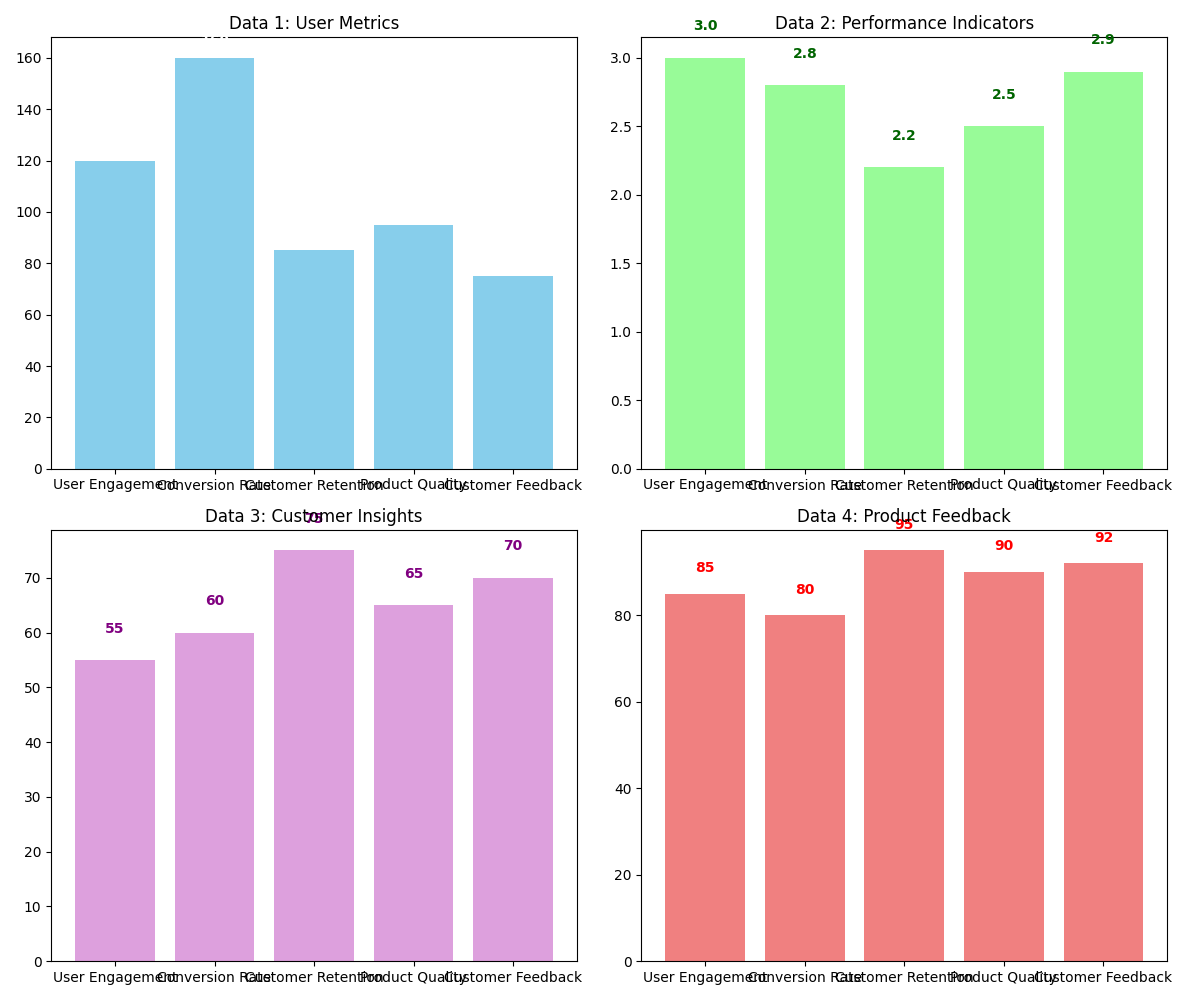 Data 1: User Metrics
160
140
120
100
80
60
40
20
0
User Engagement
Conversion Rate
Customer Retention
Product Quality
Customer Feedback
Data 2: Performance Indicators
3.0
2.5
2.0
1.5
1.0
0.5
0.0
3.0
2.8
2.2
2.5
2.9
User Engagement
Conversion Rate
Customer Retention
Product Quality
Customer Feedback
Data 3: Customer Insights
70
60
50
40
30
20
10
0
55
60
75
65
70
User Engagement
Conversion Rate
Customer Retention
Product Quality
Customer Feedback
Data 4: Product Feedback
80
60
40
20
0
85
80
95
90
92
User Engagement
Conversion Rate
Customer Retention
Product Quality
Customer Feedback